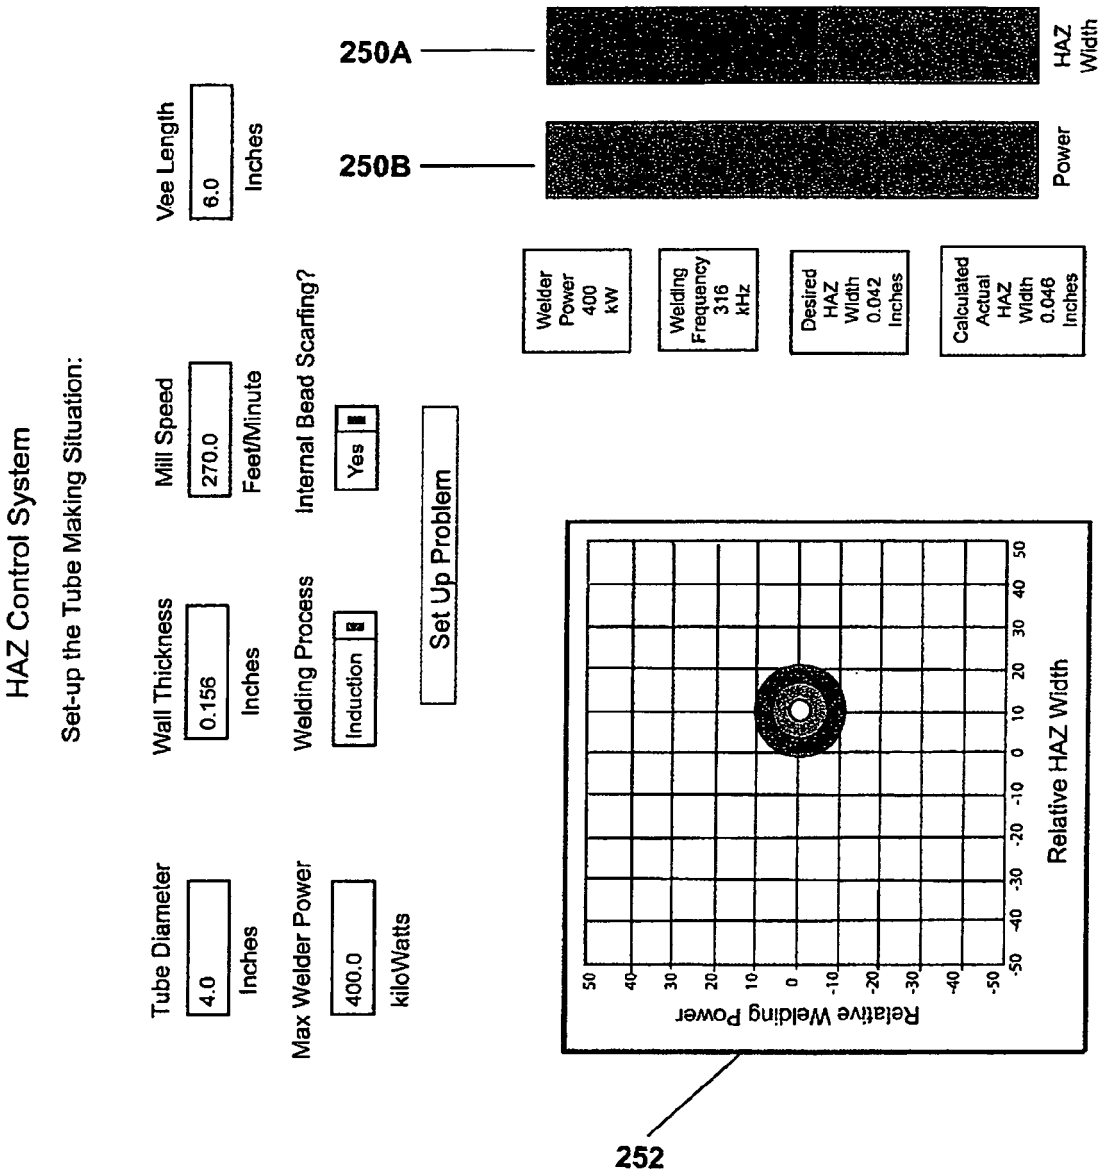 HAZ Control System
Set-up the Tube Making Situation:
Tube Diameter
4.0
Inches
Wall Thickness
0.156
Inches
Mill Speed
270.0
Feet/Minute
Vee Length
6.0
Inches
Max Welder Power
400.0
kiloWatts
Welding Process
Induction
Internal Bead Scarfing?
Yes
Set Up Problem
252
Relative Welding Power
50
40
30
20
10
0
-10
-20
-30
-40
-50
-50
-40
-30
-20
-10
0
10
20
30
40
50
Relative HAZ Width
Welder
Power
400
kW
Welding
Frequency
316
kHz
Desired
HAZ
Width
0.042
Inches
Calculated
Actual
HAZ
Width
0.046
Inches
250B
Power
250A
HAZ
Width